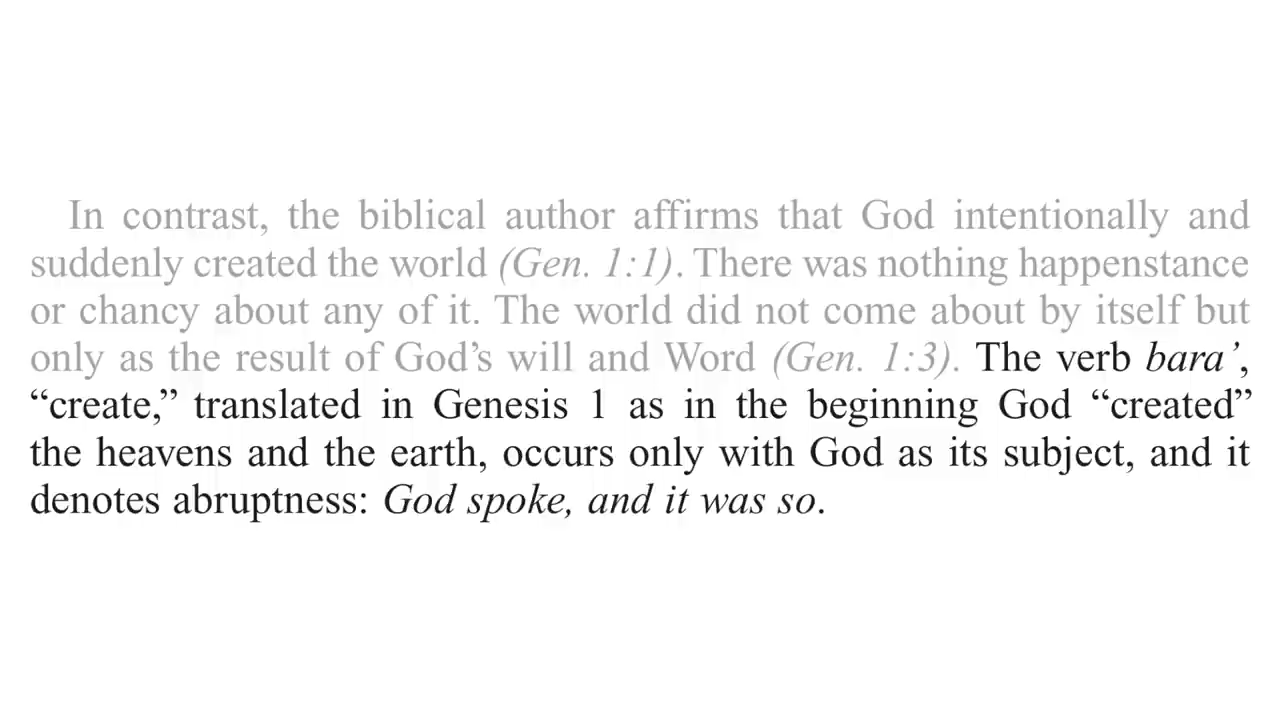 In contrast, the biblical author affirms that God intentionally and
suddenly created the world (Gen. 1:1). There was nothing happenstance
or chancy about any of it. The world did not come about by itself but
only as the result of God’s will and Word (Gen. 1:3). The verb bara’,
“create,” translated in Genesis 1 as in the beginning God “created”
the heavens and the earth, occurs only with God as its subject, and it
denotes abruptness: God spoke, and it was so.